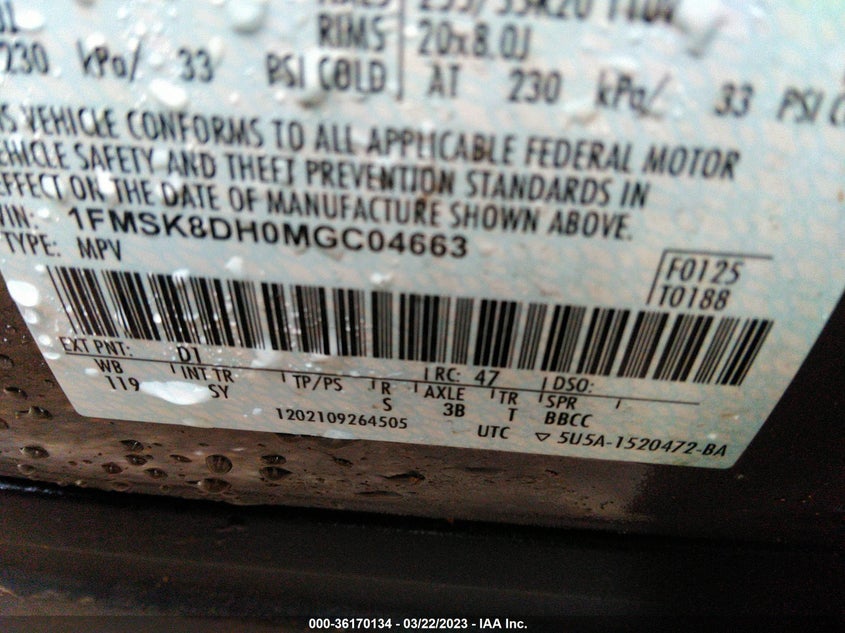 RIMS 20x8.0J
230 kPa/ 33 PSI COLD AT 230 kPa/ 33 PSI
VEHICLE CONFORMS TO ALL APPLICABLE FEDERAL MOTOR
VEHICLE SAFETY AND THEFT PREVENTION STANDARDS IN
EFFECT ON THE DATE OF MANUFACTURE SHOWN ABOVE.
VIN: 1FMSK8DH0MGC04663
TYPE: MPV
F0125
T0188
EXT PNT: D1 RC: 47 DSO:
WB INT TR TP/PS R AXLE TR SPR
119 SY S 3B T BBCC
1202109264505 UTC ▽ 5U5A-1520472-BA
000-36170134 - 03/22/2023 - IAA Inc.